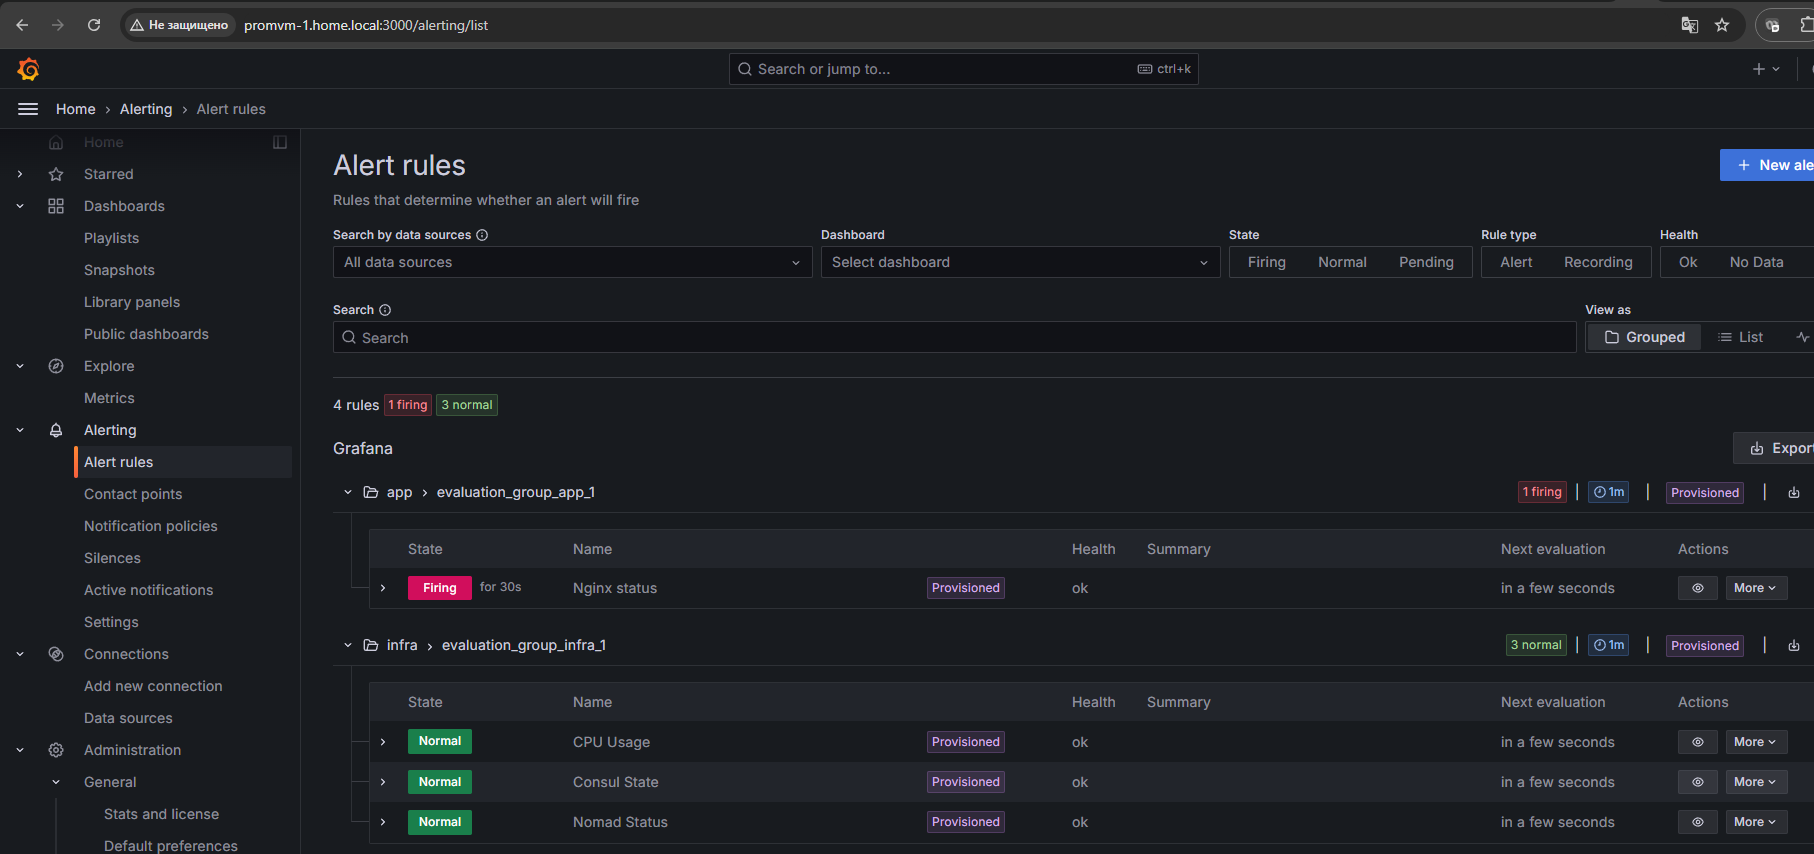 Не защищено promvm-1.home.local:3000/alerting/list
Search or jump to... ctrl+k
Home › Alerting › Alert rules
Home
Starred
Dashboards
Playlists
Snapshots
Library panels
Public dashboards
Explore
Metrics
Alerting
Alert rules
Contact points
Notification policies
Silences
Active notifications
Settings
Connections
Add new connection
Data sources
Administration
General
Stats and license
Default preferences
Alert rules
New ale
Rules that determine whether an alert will fire
Search by data sources Dashboard State Rule type Health
All data sources Select dashboard Firing Normal Pending Alert Recording Ok No Data
Search View as
Search Grouped List
4 rules 1 firing 3 normal
Grafana Export
app › evaluation_group_app_1 1 firing 1m Provisioned
State Name Health Summary Next evaluation Actions
Firing for 30s Nginx status Provisioned ok in a few seconds More
infra › evaluation_group_infra_1 3 normal 1m Provisioned
State Name Health Summary Next evaluation Actions
Normal CPU Usage Provisioned ok in a few seconds More
Normal Consul State Provisioned ok in a few seconds More
Normal Nomad Status Provisioned ok in a few seconds More